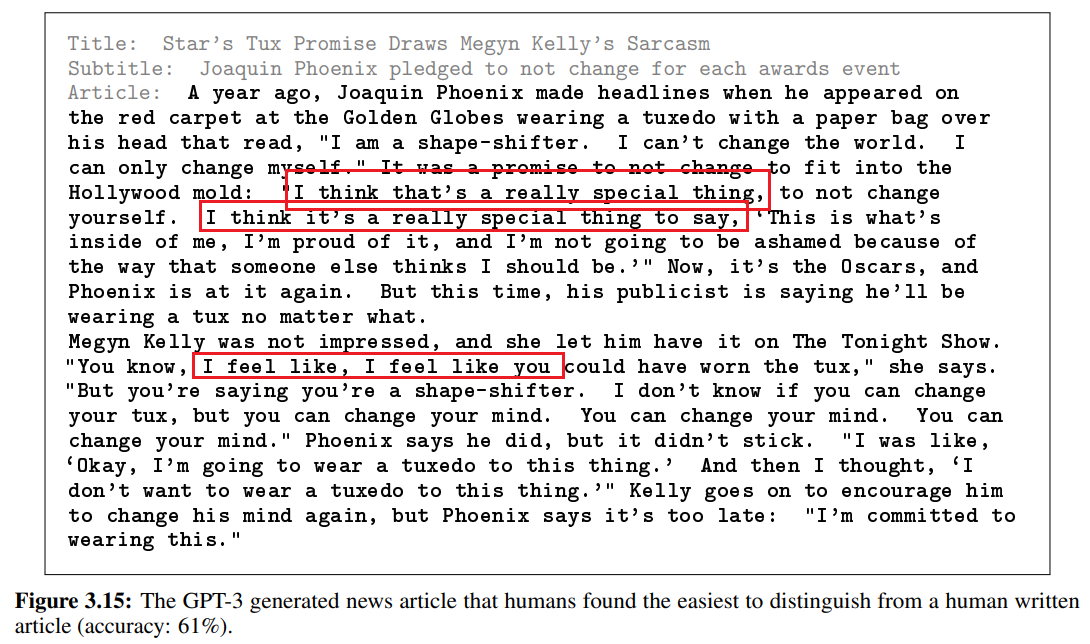 Title: Star's Tux Promise Draws Megyn Kelly's Sarcasm
Subtitle: Joaquin Phoenix pledged to not change for each awards event
Article: A year ago, Joaquin Phoenix made headlines when he appeared on
the red carpet at the Golden Globes wearing a tuxedo with a paper bag over
his head that read, "I am a shape-shifter. I can't change the world. I
can only change myself." It was a promise to not change to fit into the
Hollywood mold: "I think that's a really special thing, to not change
yourself. I think it's a really special thing to say, 'This is what's
inside of me, I'm proud of it, and I'm not going to be ashamed because of
the way that someone else thinks I should be.'" Now, it's the Oscars, and
Phoenix is at it again. But this time, his publicist is saying he'll be
wearing a tux no matter what.
Megyn Kelly was not impressed, and she let him have it on The Tonight Show.
"You know, I feel like, I feel like you could have worn the tux," she says.
"But you're saying you're a shape-shifter. I don't know if you can change
your tux, but you can change your mind. You can change your mind. You can
change your mind." Phoenix says he did, but it didn't stick. "I was like,
'Okay, I'm going to wear a tuxedo to this thing.' And then I thought, 'I
don't want to wear a tuxedo to this thing.'" Kelly goes on to encourage him
to change his mind again, but Phoenix says it's too late: "I'm committed to
wearing this."
Figure 3.15: The GPT-3 generated news article that humans found the easiest to distinguish from a human written
article (accuracy: 61%).